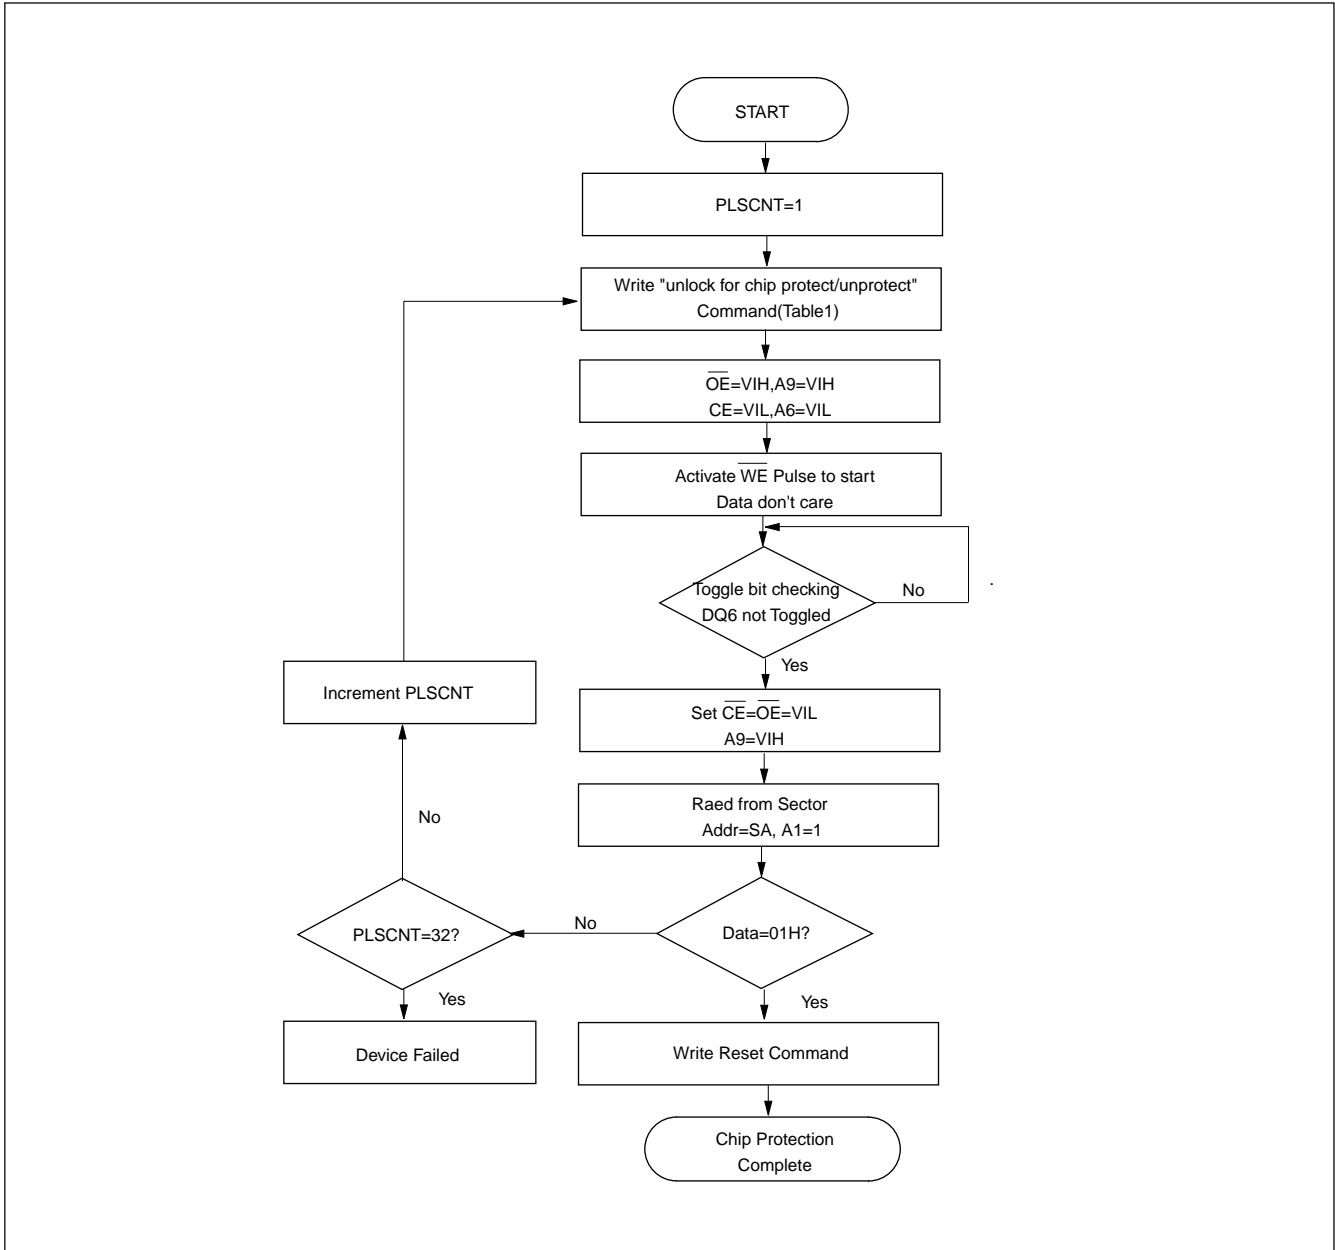 START
PLSCNT=1
Write "unlock for chip protect/unprotect"
Command(Table1)
OE=VIH,A9=VIH
CE=VIL,A6=VIL
Activate WE Pulse to start
Data don't care
Toggle bit checking
DQ6 not Toggled
No
.
Yes
Increment PLSCNT
Set CE=OE=VIL
A9=VIH
Raed from Sector
Addr=SA, A1=1
No
PLSCNT=32?
No
Data=01H?
Yes
Yes
Device Failed
Write Reset Command
Chip Protection
Complete